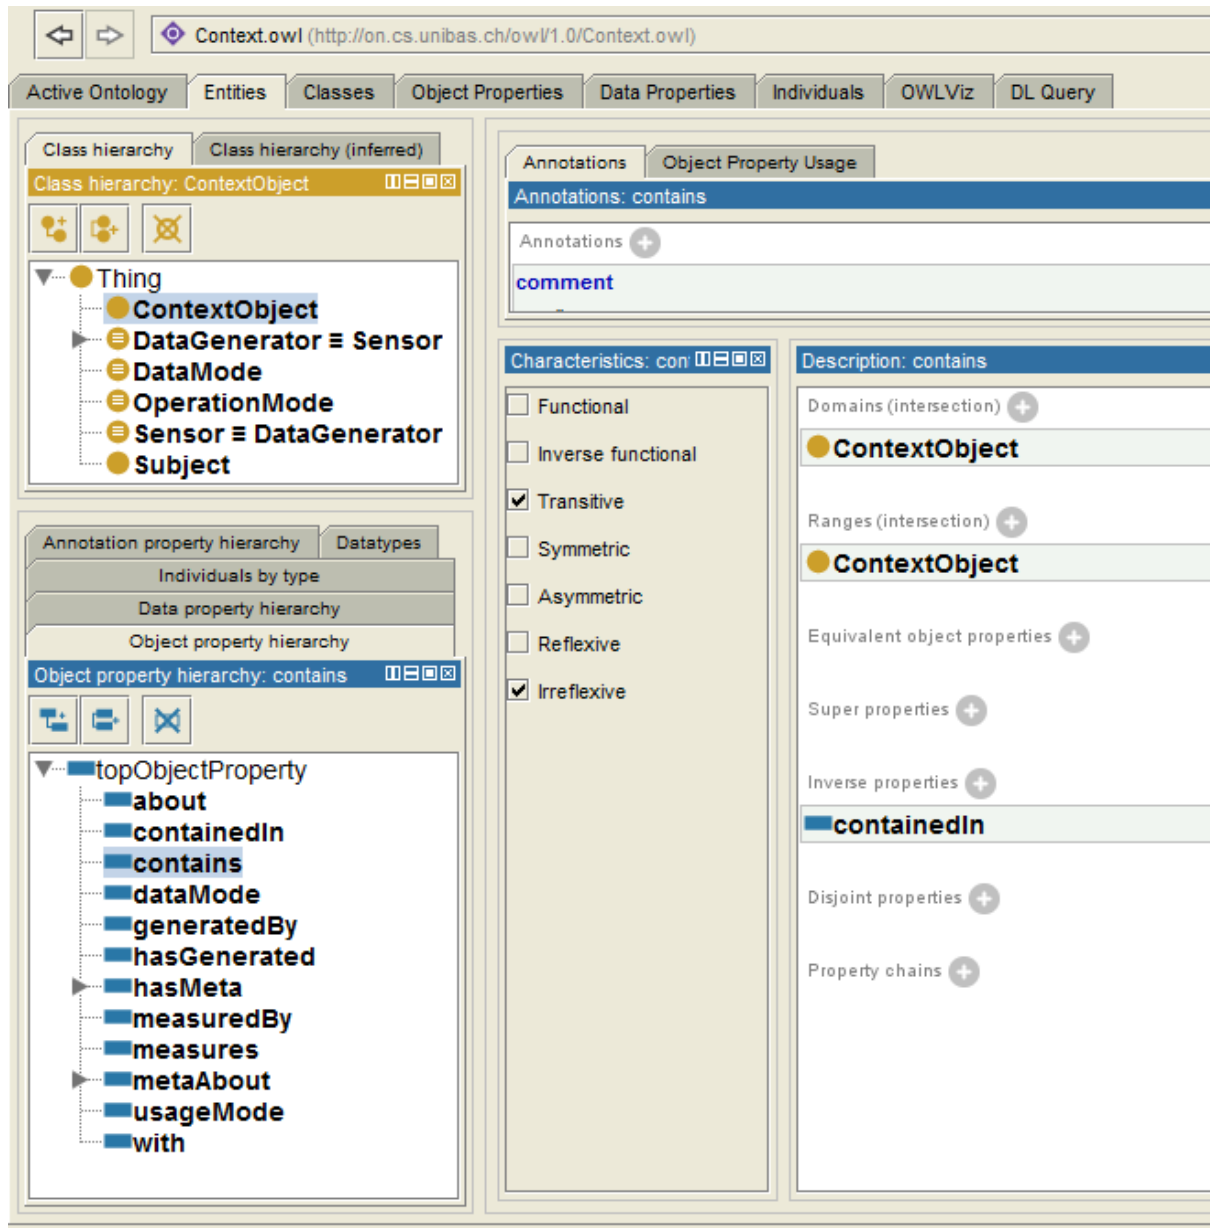 Context.owl (http://on.cs.unibas.ch/owl/1.0/Context.owl)
Active Ontology Entities Classes Object Properties Data Properties Individuals OWLViz DL Query
Class hierarchy Class hierarchy (inferred)
Class hierarchy: ContextObject
Thing
ContextObject
DataGenerator ≡ Sensor
DataMode
OperationMode
Sensor ≡ DataGenerator
Subject
Annotation property hierarchy Datatypes
Individuals by type
Data property hierarchy
Object property hierarchy
Object property hierarchy: contains
topObjectProperty
about
containedIn
contains
dataMode
generatedBy
hasGenerated
hasMeta
measuredBy
measures
metaAbout
usageMode
with
Annotations Object Property Usage
Annotations: contains
Annotations
comment
Characteristics: con
Functional
Inverse functional
Transitive
Symmetric
Asymmetric
Reflexive
Irreflexive
Description: contains
Domains (intersection)
ContextObject
Ranges (intersection)
ContextObject
Equivalent object properties
Super properties
Inverse properties
containedIn
Disjoint properties
Property chains